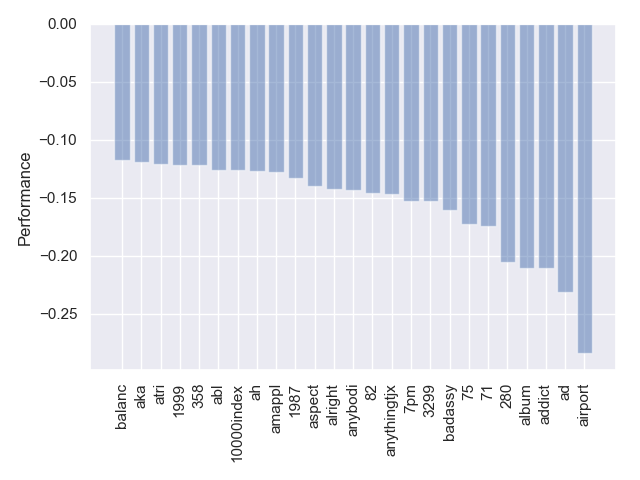 0.00
−0.05
−0.10
−0.15
−0.20
−0.25
Performance
balanc
aka
atri
1999
358
abl
10000index
ah
amappl
1987
aspect
alright
anybodi
82
anythingtjx
7pm
3299
badassy
75
71
280
album
addict
ad
airport